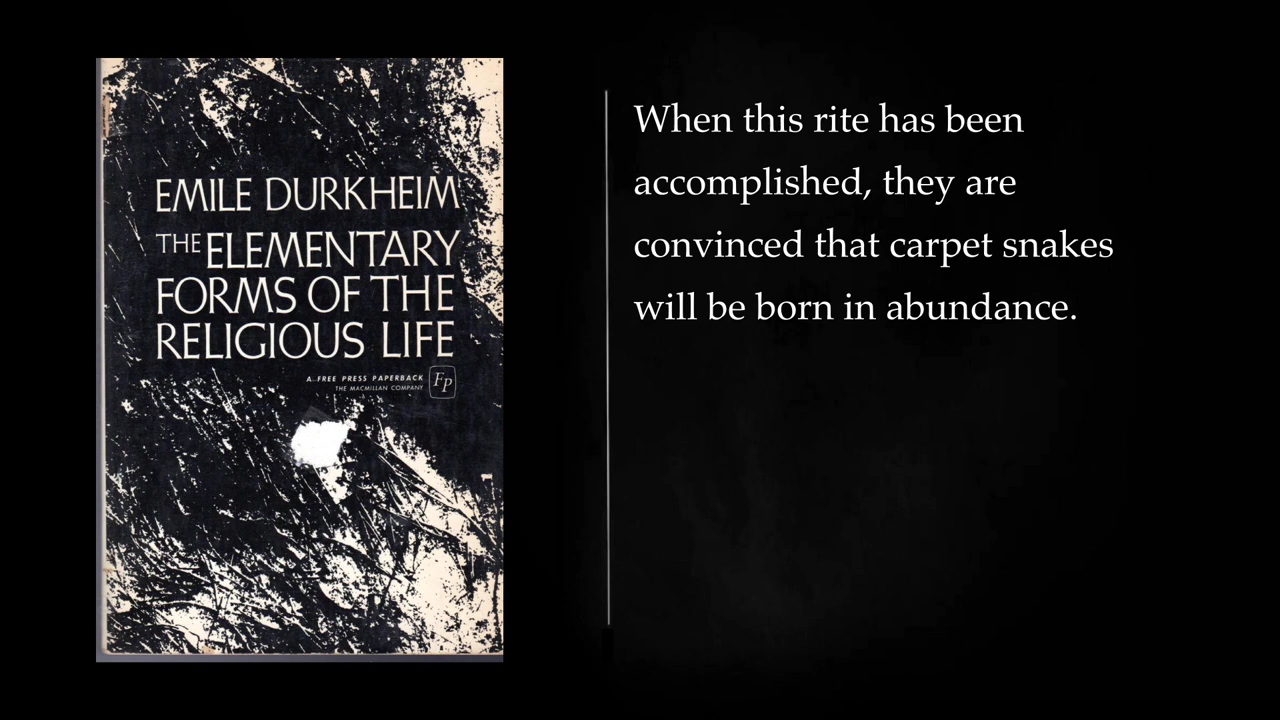 EMILE DURKHEIM
THE ELEMENTARY
FORMS OF THE
RELIGIOUS LIFE
A FREE PRESS PAPERBACK
THE MACMILLAN COMPANY
FP
When this rite has been
accomplished, they are
convinced that carpet snakes
will be born in abundance.